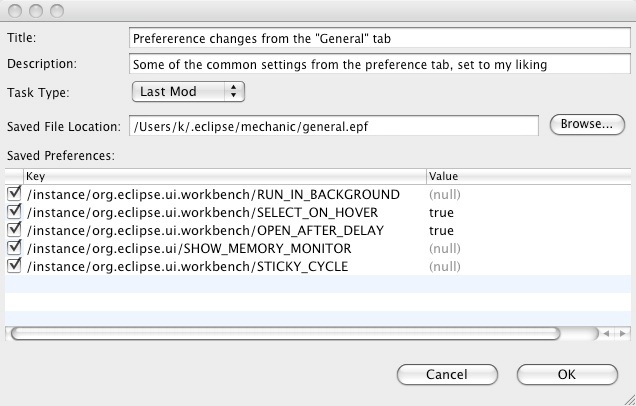 Title: Prefererence changes from the "General" tab
Description: Some of the common settings from the preference tab, set to my liking
Task Type: Last Mod
Saved File Location: /Users/k/.eclipse/mechanic/general.epf Browse...
Saved Preferences:
Key Value
/instance/org.eclipse.ui.workbench/RUN_IN_BACKGROUND (null)
/instance/org.eclipse.ui.workbench/SELECT_ON_HOVER true
/instance/org.eclipse.ui.workbench/OPEN_AFTER_DELAY true
/instance/org.eclipse.ui/SHOW_MEMORY_MONITOR (null)
/instance/org.eclipse.ui.workbench/STICKY_CYCLE (null)
Cancel OK